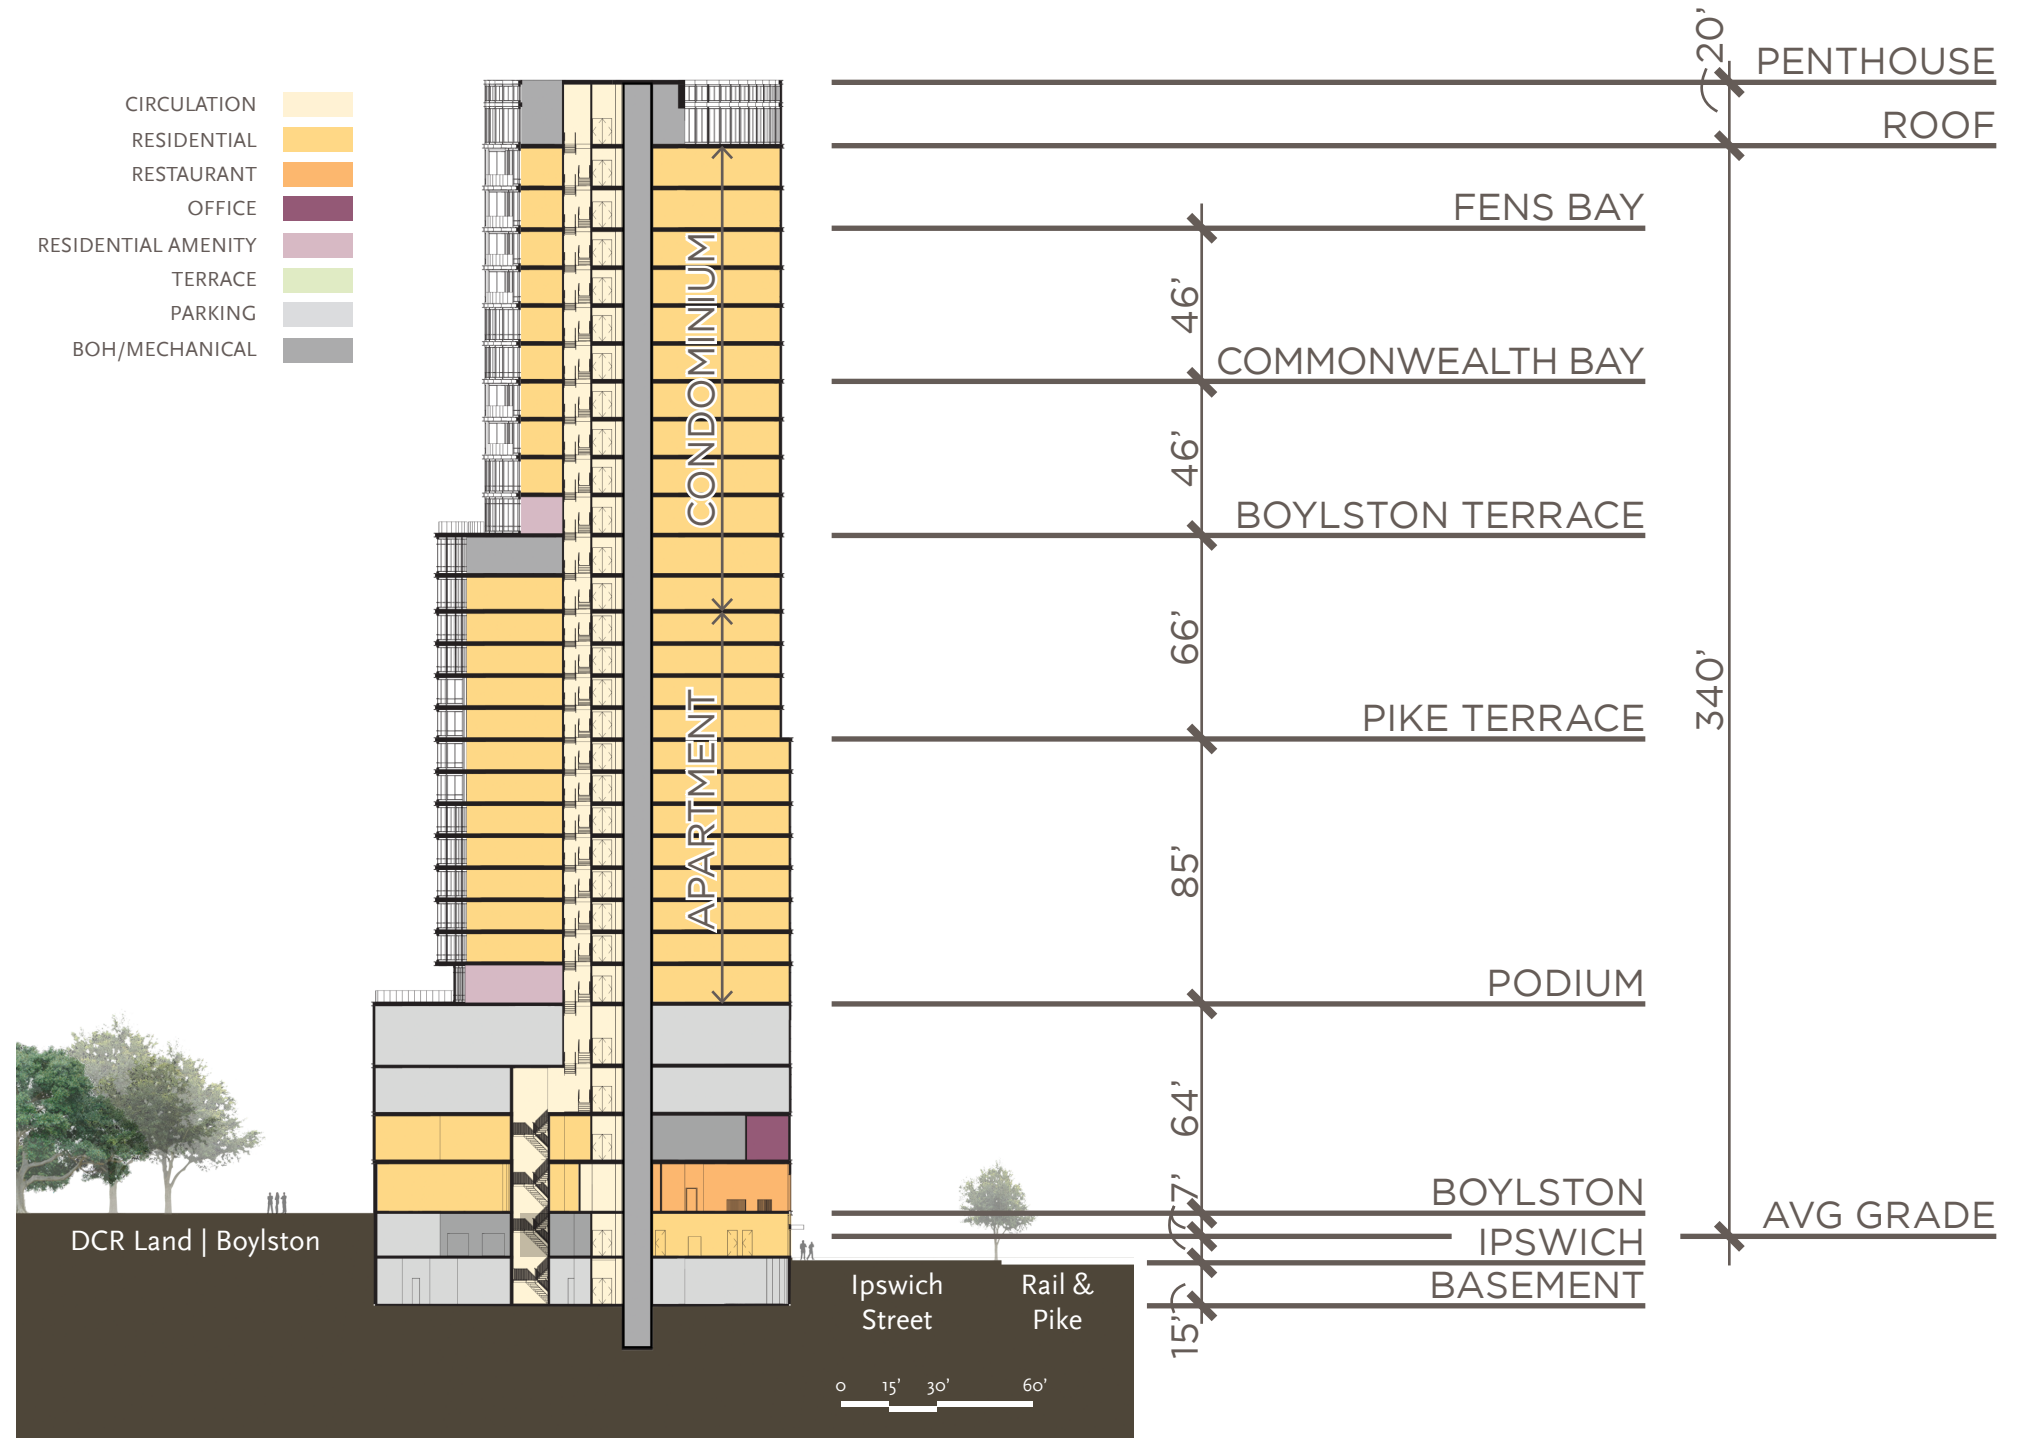 CIRCULATION
RESIDENTIAL
RESTAURANT
OFFICE
RESIDENTIAL AMENITY
TERRACE
PARKING
BOH/MECHANICAL
CONDOMINIUM
APARTMENT
20’
PENTHOUSE
ROOF
FENS BAY
46’
COMMONWEALTH BAY
46’
BOYLSTON TERRACE
66’
340’
PIKE TERRACE
85’
PODIUM
64’
BOYLSTON
7’
AVG GRADE
IPSWICH
BASEMENT
15’
DCR Land | Boylston
Ipswich
Street
Rail &
Pike
0 15’ 30’ 60’